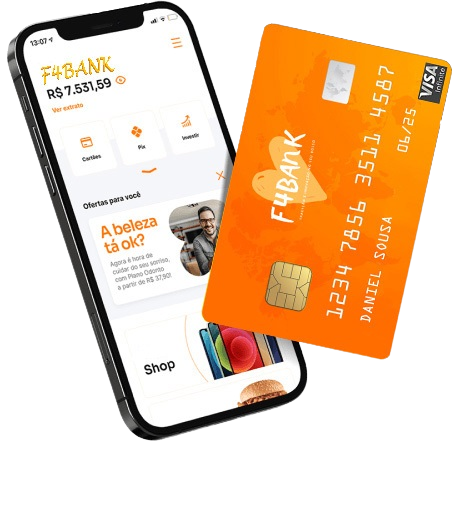 13:07
F4BANK
R$ 7.531,59
Ver extrato
Cartões
Pix
Investir
Ofertas para você
A beleza
tá ok?
Agora é hora de
cuidar do seu sorriso,
com Plano Odonto
a partir de R$ 37,90!
Shop
VISA
Infinite
F4BANK
1234 7856 3511 4587
06/25
DANIEL SOUSA